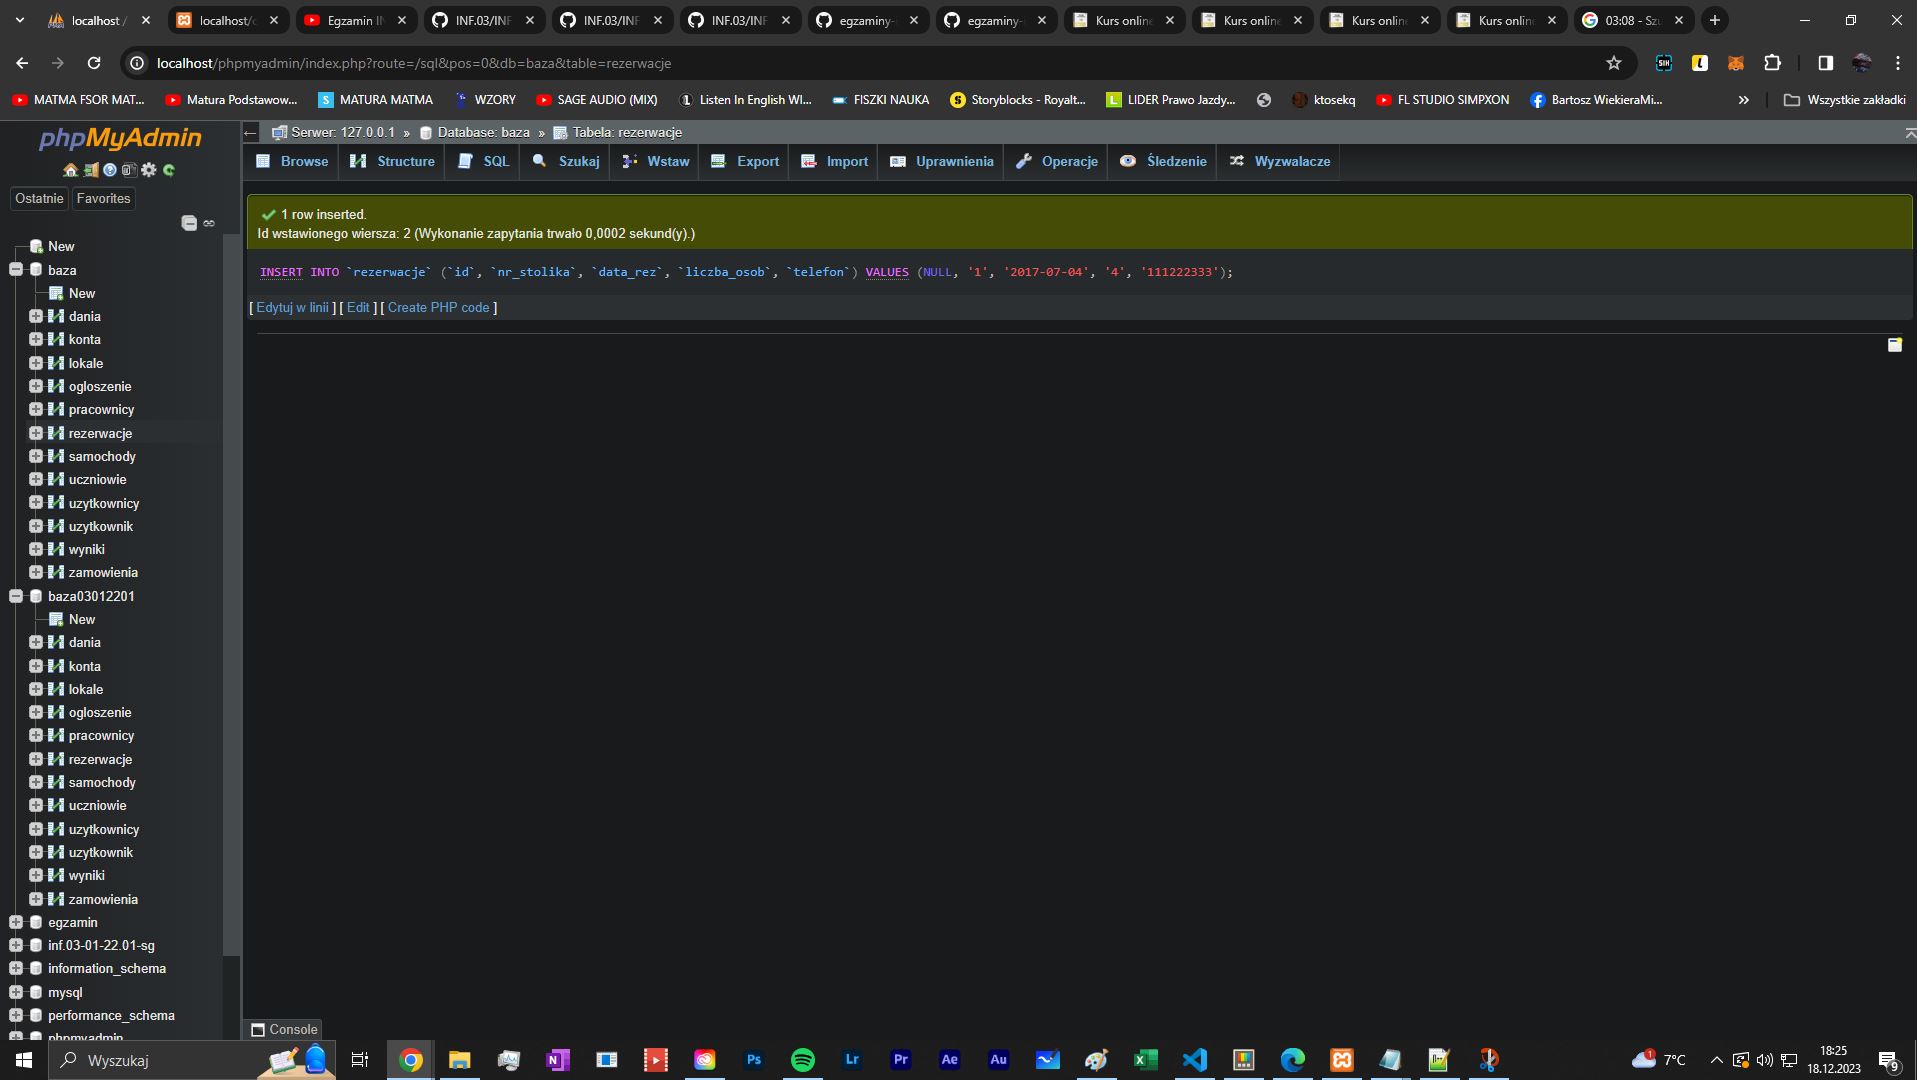 localhost /
localhost/c
Egzamin IN
INF.03/INF
INF.03/INF
INF.03/INF
egzaminy-
egzaminy-
Kurs online
Kurs online
Kurs online
Kurs online
03:08 - Szu
localhost/phpmyadmin/index.php?route=/sql&pos=0&db=baza&table=rezerwacje
MATMA FSOR MAT...
Matura Podstawow...
MATURA MATMA
WZORY
SAGE AUDIO (MIX)
Listen In English WI...
FISZKI NAUKA
Storyblocks - Royalt...
LIDER Prawo Jazdy...
ktosekq
FL STUDIO SIMPXON
Bartosz WiekieraMi...
Wszystkie zakładki
phpMyAdmin
Ostatnie Favorites
New
baza
New
dania
konta
lokale
ogloszenie
pracownicy
rezerwacje
samochody
uczniowie
uzytkownicy
uzytkownik
wyniki
zamowienia
baza03012201
New
dania
konta
lokale
ogloszenie
pracownicy
rezerwacje
samochody
uczniowie
uzytkownicy
uzytkownik
wyniki
zamowienia
egzamin
inf.03-01-22.01-sg
information_schema
mysql
performance_schema
phpmyadmin
Serwer: 127.0.0.1 » Database: baza » Tabela: rezerwacje
Browse Structure SQL Szukaj Wstaw Export Import Uprawnienia Operacje Śledzenie Wyzwalacze
1 row inserted.
Id wstawionego wiersza: 2 (Wykonanie zapytania trwało 0,0002 sekund(y).)
INSERT INTO `rezerwacje` (`id`, `nr_stolika`, `data_rez`, `liczba_osob`, `telefon`) VALUES (NULL, '1', '2017-07-04', '4', '111222333');
[ Edytuj w linii ] [ Edit ] [ Create PHP code ]
Console
Wyszukaj
7°C
18:25
18.12.2023
9